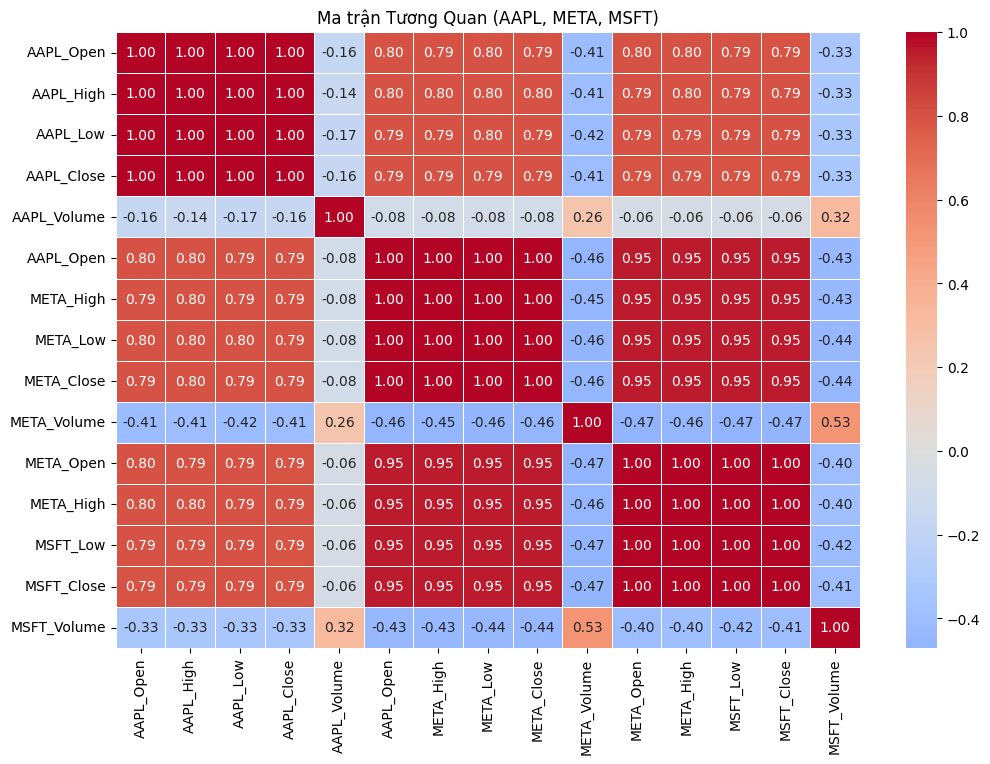 Ma trận Tương Quan (AAPL, META, MSFT)
AAPL_Open 1.00 1.00 1.00 1.00 -0.16 0.80 0.79 0.80 0.79 -0.41 0.80 0.80 0.79 0.79 -0.33
AAPL_High 1.00 1.00 1.00 1.00 -0.14 0.80 0.80 0.80 0.80 -0.41 0.79 0.80 0.79 0.79 -0.33
AAPL_Low 1.00 1.00 1.00 1.00 -0.17 0.79 0.79 0.80 0.79 -0.42 0.79 0.79 0.79 0.79 -0.33
AAPL_Close 1.00 1.00 1.00 1.00 -0.16 0.79 0.79 0.79 0.79 -0.41 0.79 0.79 0.79 0.79 -0.33
AAPL_Volume -0.16 -0.14 -0.17 -0.16 1.00 -0.08 -0.08 -0.08 -0.08 0.26 -0.06 -0.06 -0.06 -0.06 0.32
AAPL_Open 0.80 0.80 0.79 0.79 -0.08 1.00 1.00 1.00 1.00 -0.46 0.95 0.95 0.95 0.95 -0.43
META_High 0.79 0.80 0.79 0.79 -0.08 1.00 1.00 1.00 1.00 -0.45 0.95 0.95 0.95 0.95 -0.43
META_Low 0.80 0.80 0.80 0.79 -0.08 1.00 1.00 1.00 1.00 -0.46 0.95 0.95 0.95 0.95 -0.44
META_Close 0.79 0.80 0.79 0.79 -0.08 1.00 1.00 1.00 1.00 -0.46 0.95 0.95 0.95 0.95 -0.44
META_Volume -0.41 -0.41 -0.42 -0.41 0.26 -0.46 -0.45 -0.46 -0.46 1.00 -0.47 -0.46 -0.47 -0.47 0.53
META_Open 0.80 0.79 0.79 0.79 -0.06 0.95 0.95 0.95 0.95 -0.47 1.00 1.00 1.00 1.00 -0.40
META_High 0.80 0.80 0.79 0.79 -0.06 0.95 0.95 0.95 0.95 -0.46 1.00 1.00 1.00 1.00 -0.40
MSFT_Low 0.79 0.79 0.79 0.79 -0.06 0.95 0.95 0.95 0.95 -0.47 1.00 1.00 1.00 1.00 -0.42
MSFT_Close 0.79 0.79 0.79 0.79 -0.06 0.95 0.95 0.95 0.95 -0.47 1.00 1.00 1.00 1.00 -0.41
MSFT_Volume -0.33 -0.33 -0.33 -0.33 0.32 -0.43 -0.43 -0.44 -0.44 0.53 -0.40 -0.40 -0.42 -0.41 1.00
AAPL_Open AAPL_High AAPL_Low AAPL_Close AAPL_Volume AAPL_Open META_High META_Low META_Close META_Volume META_Open META_High MSFT_Low MSFT_Close MSFT_Volume
1.0
0.8
0.6
0.4
0.2
0.0
−0.2
−0.4